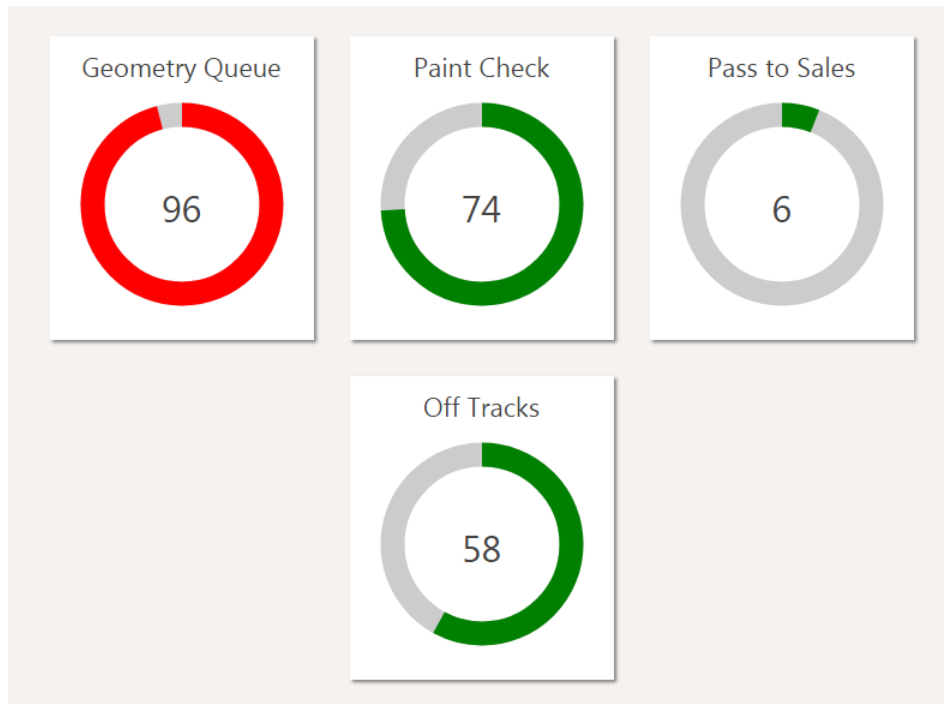 Geometry Queue
96
Paint Check
74
Pass to Sales
6
Off Tracks
58